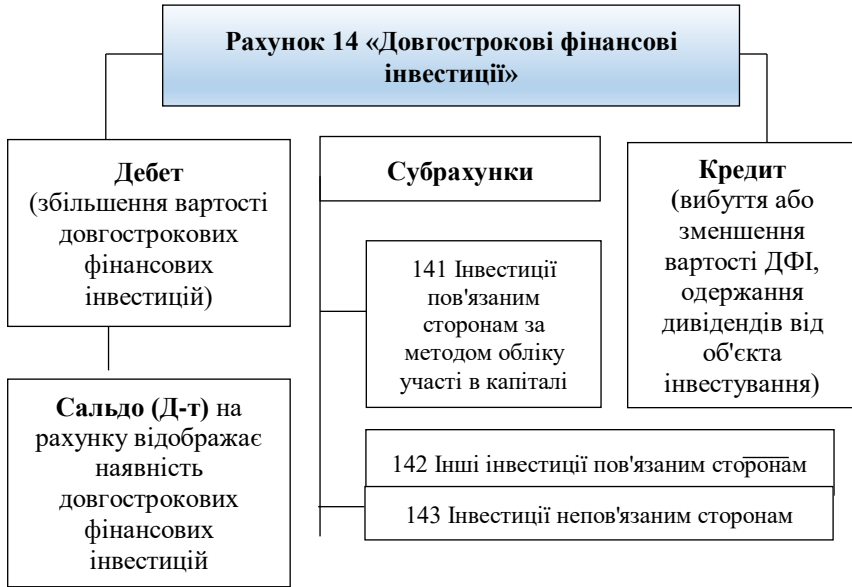 Рахунок 14 «Довгострокові фінансові
інвестиції»
Дебет
(збільшення вартості
довгострокових
фінансових
інвестицій)
Сальдо (Д-т) на
рахунку відображає
наявність
довгострокових
фінансових
інвестицій
Субрахунки
141 Інвестиції
пов'язаним
сторонам за
методом обліку
участі в капіталі
142 Інші інвестиції пов'язаним сторонам
143 Інвестиції непов'язаним сторонам
Кредит
(вибуття або
зменшення
вартості ДФІ,
одержання
дивідендів від
об'єкта
інвестування)